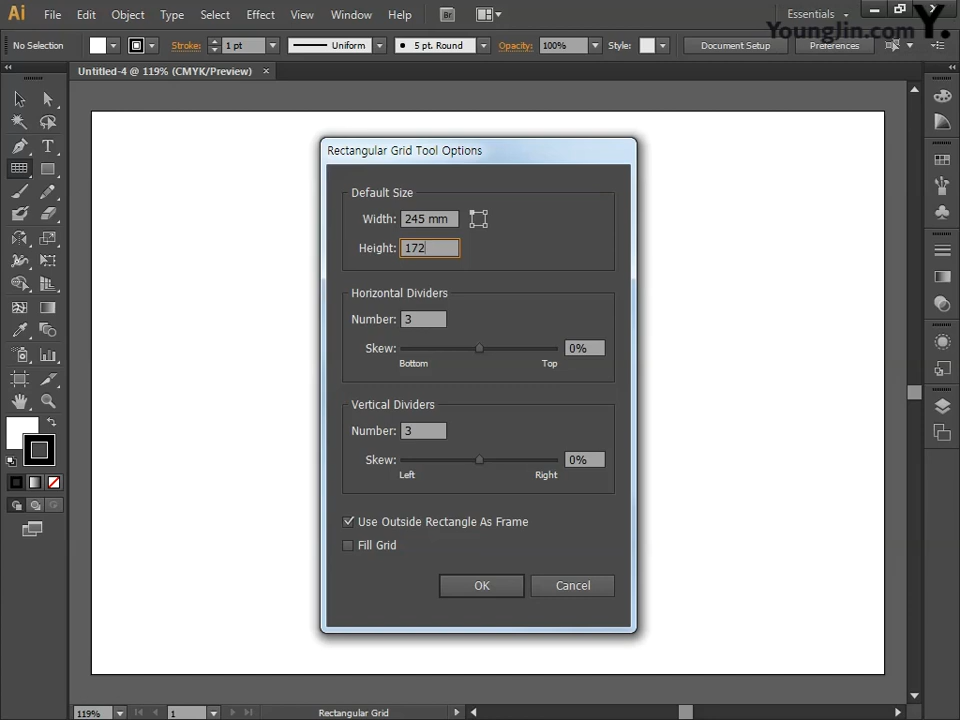 Ai File Edit Object Type Select Effect View Window Help Br Essentials
Y.
YoungJin.com
No Selection Stroke: 1 pt Uniform 5 pt. Round Opacity: 100% Style: Document Setup Preferences
Untitled-4 @ 119% (CMYK/Preview) ×
Rectangular Grid Tool Options
Default Size
Width: 245 mm
Height: 172
Horizontal Dividers
Number: 3
Skew: 0%
Bottom Top
Vertical Dividers
Number: 3
Skew: 0%
Left Right
Use Outside Rectangle As Frame
Fill Grid
OK Cancel
T
119% 1 Rectangular Grid